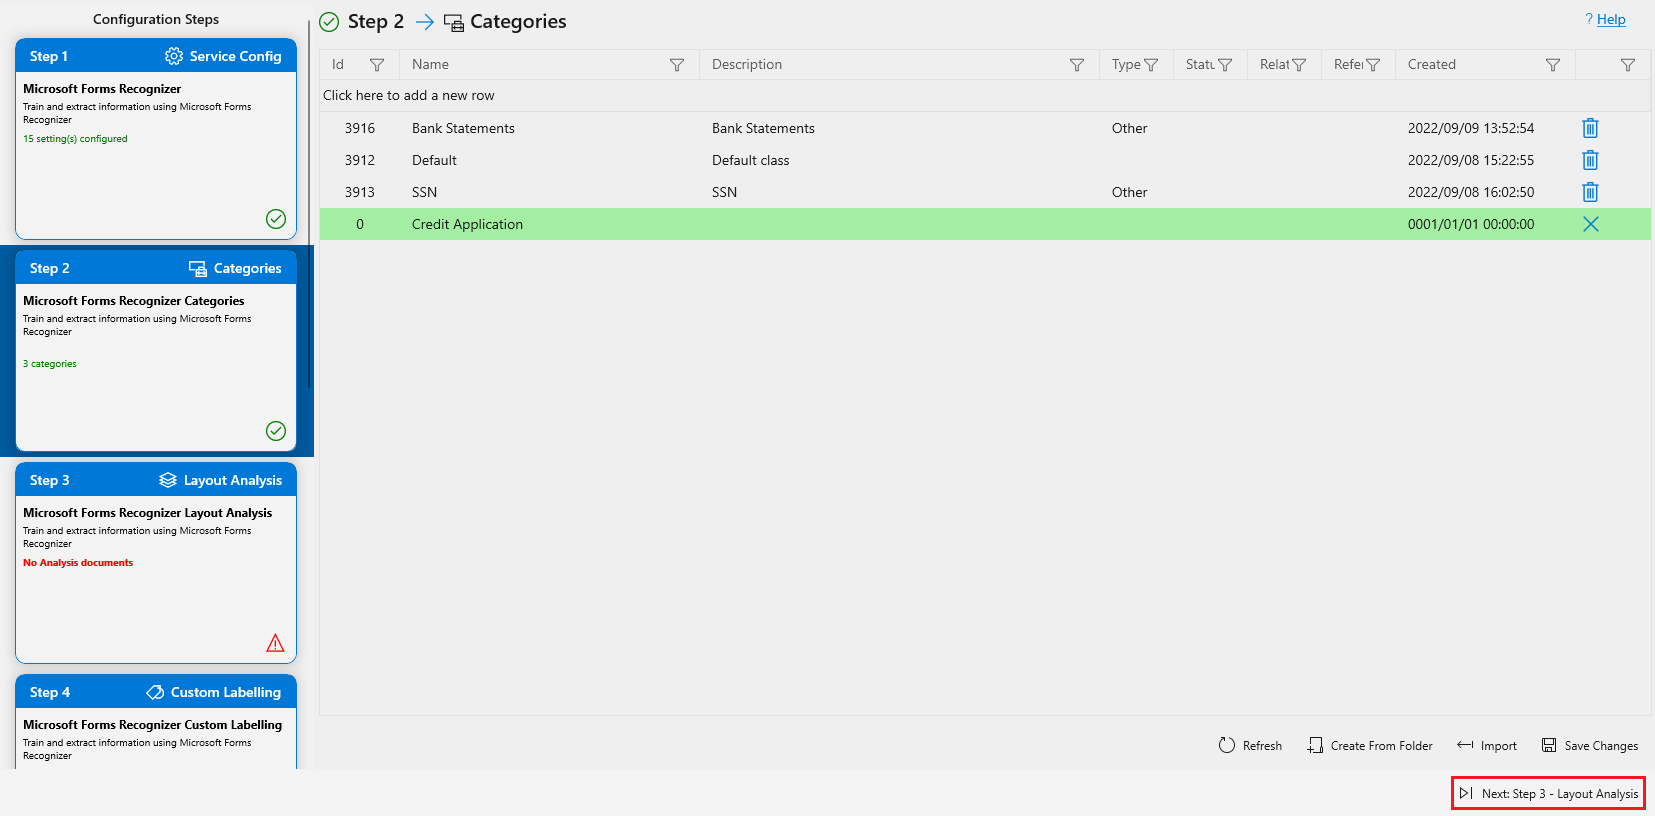 Configuration Steps
Step 1 Service Config
Microsoft Forms Recognizer
Train and extract information using Microsoft Forms
Recognizer
15 setting(s) configured
Step 2 Categories
Microsoft Forms Recognizer Categories
Train and extract information using Microsoft Forms
Recognizer
3 categories
Step 3 Layout Analysis
Microsoft Forms Recognizer Layout Analysis
Train and extract information using Microsoft Forms
Recognizer
No Analysis documents
Step 4 Custom Labelling
Microsoft Forms Recognizer Custom Labelling
Train and extract information using Microsoft Forms
Recognizer
Step 2 Categories
? Help
Id Name Description Type Statu Relat Refer Created
Click here to add a new row
3916 Bank Statements Bank Statements Other 2022/09/09 13:52:54
3912 Default Default class 2022/09/08 15:22:55
3913 SSN SSN Other 2022/09/08 16:02:50
0 Credit Application 0001/01/01 00:00:00
Refresh Create From Folder Import Save Changes
Next: Step 3 - Layout Analysis